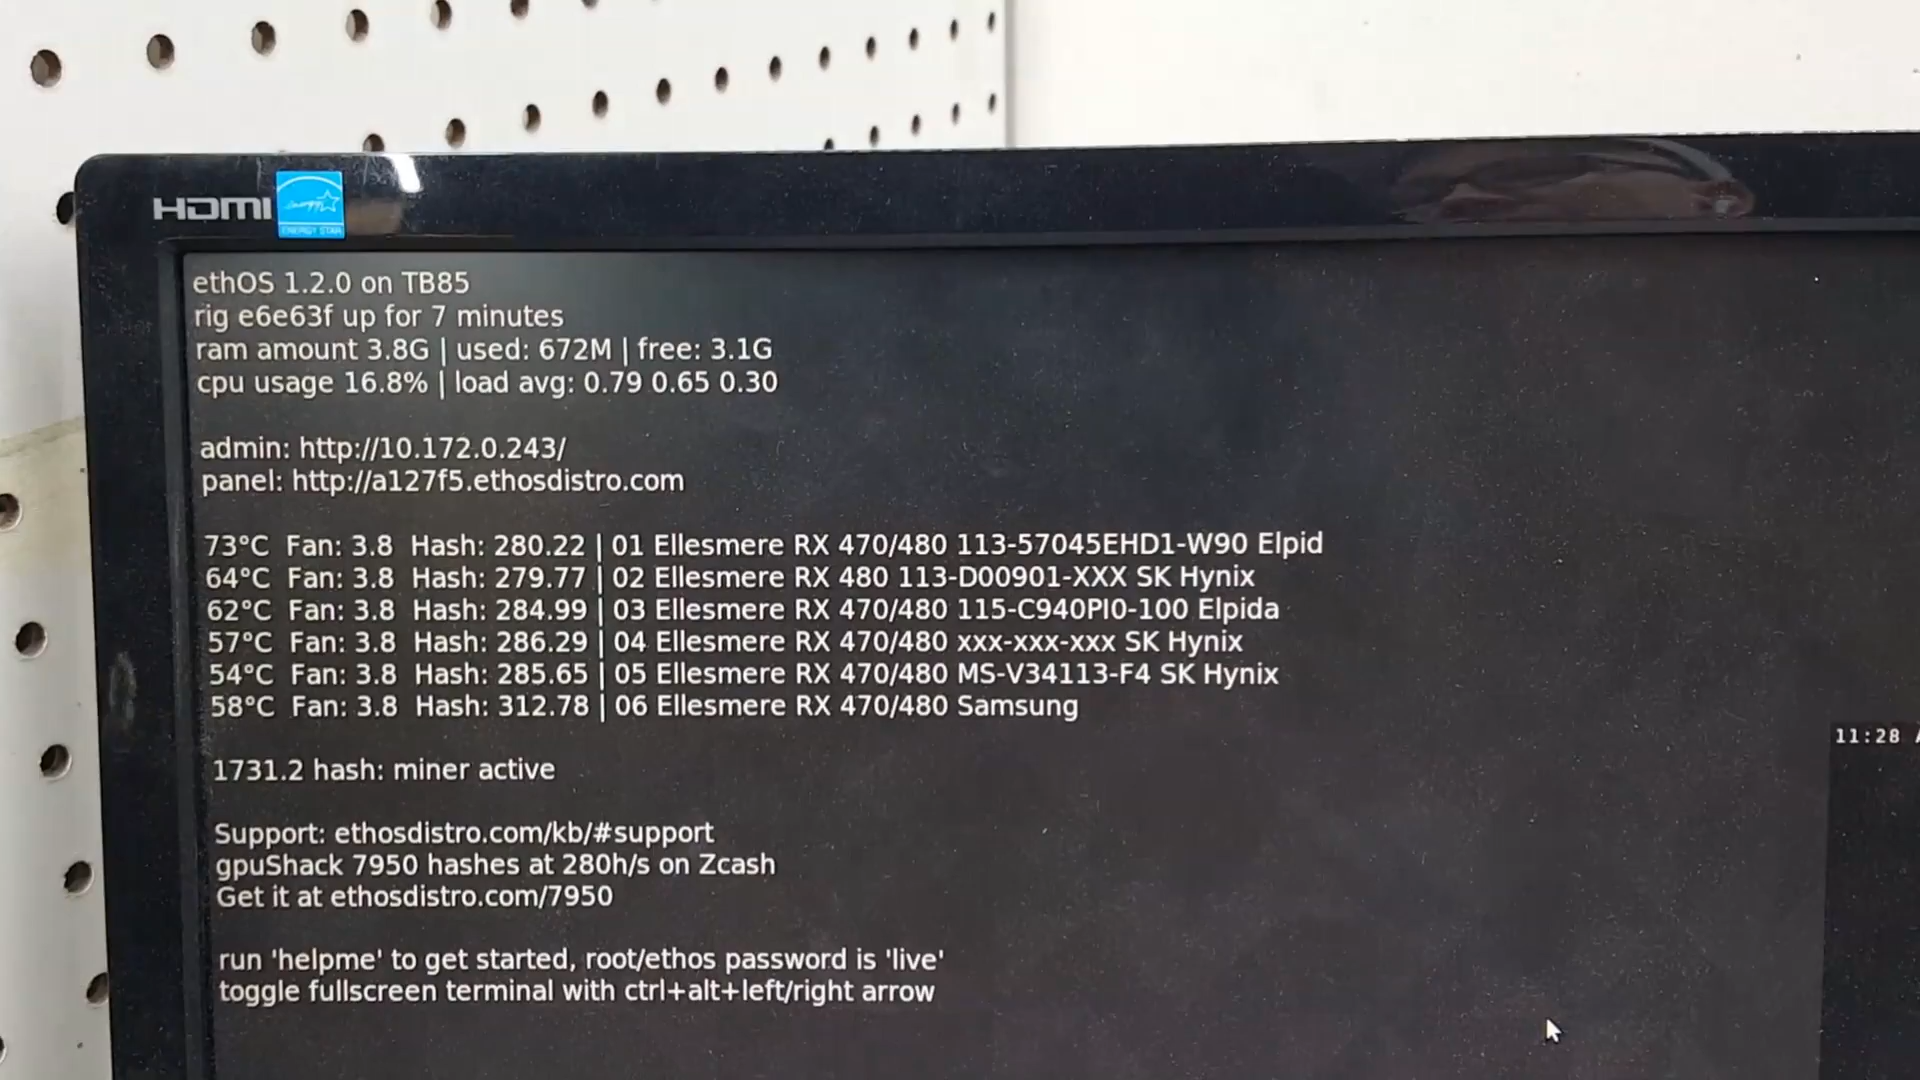 HDMI
ENERGY STAR
ethOS 1.2.0 on TB85
rig e6e63f up for 7 minutes
ram amount 3.8G | used: 672M | free: 3.1G
cpu usage 16.8% | load avg: 0.79 0.65 0.30
admin: http://10.172.0.243/
panel: http://a127f5.ethosdistro.com
73°C Fan: 3.8 Hash: 280.22 | 01 Ellesmere RX 470/480 113-57045EHD1-W90 Elpid
64°C Fan: 3.8 Hash: 279.77 | 02 Ellesmere RX 480 113-D00901-XXX SK Hynix
62°C Fan: 3.8 Hash: 284.99 | 03 Ellesmere RX 470/480 115-C940PI0-100 Elpida
57°C Fan: 3.8 Hash: 286.29 | 04 Ellesmere RX 470/480 xxx-xxx-xxx SK Hynix
54°C Fan: 3.8 Hash: 285.65 | 05 Ellesmere RX 470/480 MS-V34113-F4 SK Hynix
58°C Fan: 3.8 Hash: 312.78 | 06 Ellesmere RX 470/480 Samsung
11:28 A
1731.2 hash: miner active
Support: ethosdistro.com/kb/#support
gpuShack 7950 hashes at 280h/s on Zcash
Get it at ethosdistro.com/7950
run 'helpme' to get started, root/ethos password is 'live'
toggle fullscreen terminal with ctrl+alt+left/right arrow